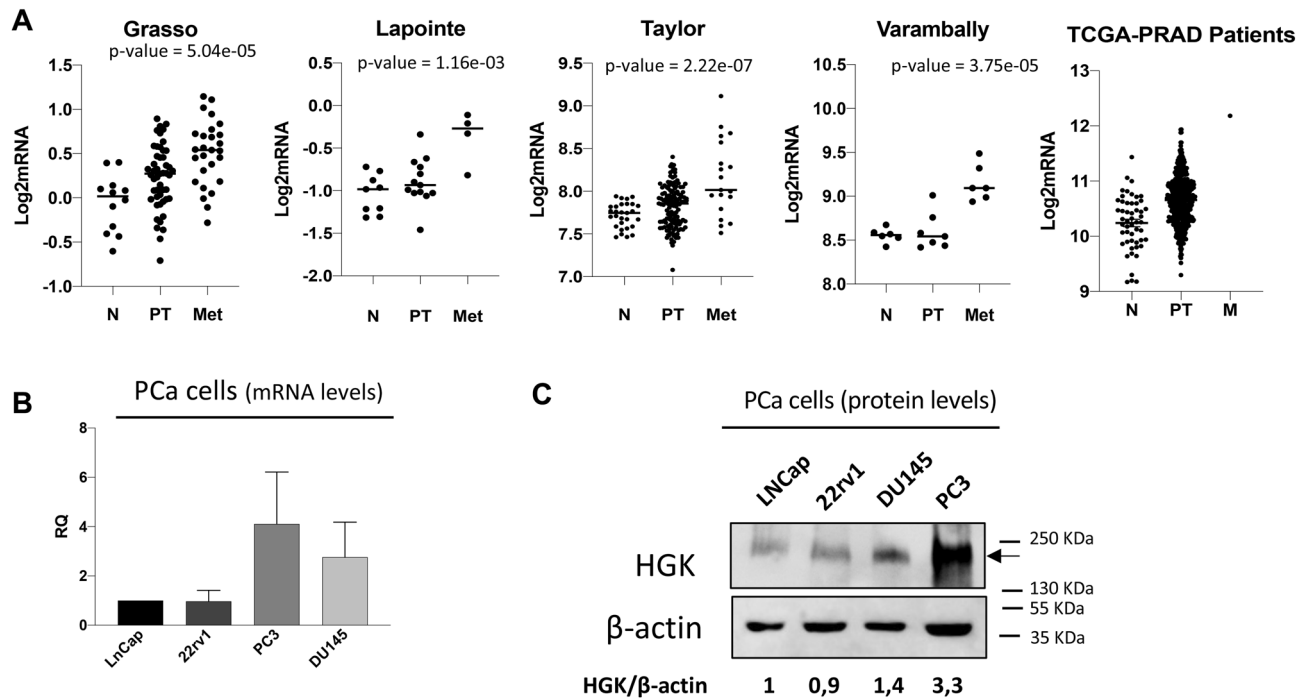 A
Grasso
p-value = 5.04e-05
Log2mRNA
1.5
1.0
0.5
0.0
-0.5
-1.0
N PT Met
Lapointe
p-value = 1.16e-03
Log2mRNA
0.5
0.0
-0.5
-1.0
-1.5
-2.0
N PT Met
Taylor
p-value = 2.22e-07
Log2mRNA
9.5
9.0
8.5
8.0
7.5
7.0
N PT Met
Varambally
p-value = 3.75e-05
Log2mRNA
10.5
10.0
9.5
9.0
8.5
8.0
N PT Met
TCGA-PRAD Patients
Log2mRNA
13
12
11
10
9
N PT M
B
PCa cells (mRNA levels)
RQ
8
6
4
2
0
LnCap
22rv1
PC3
DU145
C
PCa cells (protein levels)
LNCap
22rv1
DU145
PC3
HGK
250 KDa
130 KDa
β-actin
55 KDa
35 KDa
HGK/β-actin 1 0,9 1,4 3,3